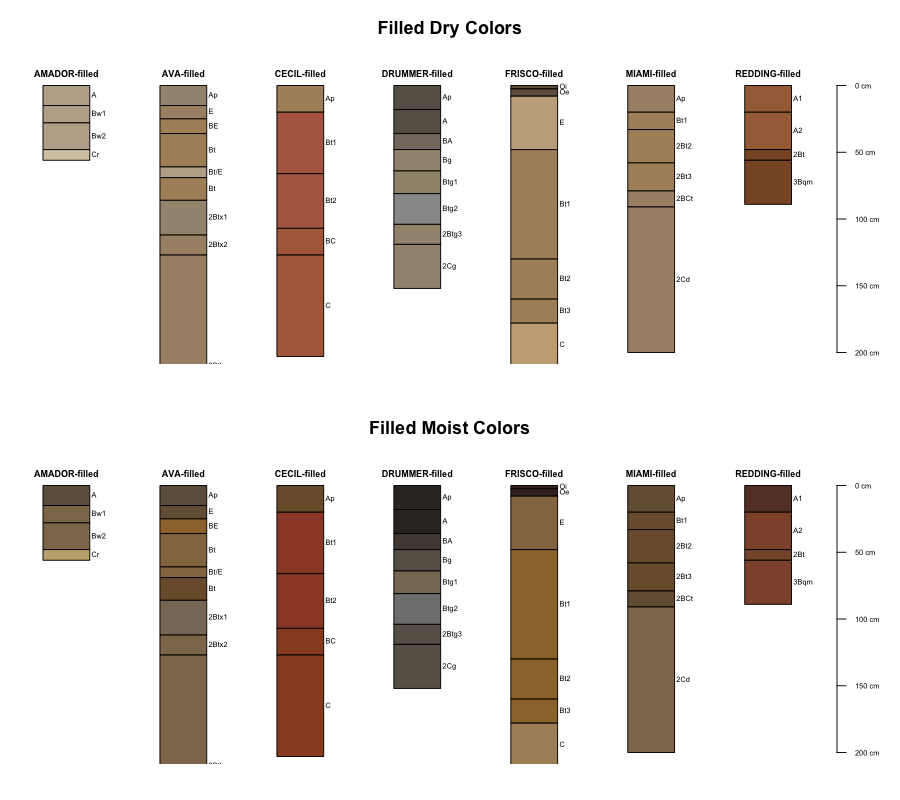 Filled Dry Colors
AMADOR-filled AVA-filled CECIL-filled DRUMMER-filled FRISCO-filled MIAMI-filled REDDING-filled
A
Bw1
Bw2
Cr
Ap
E
BE
Bt
Bt/E
Bt
2Btx1
2Btx2
Ap
Bt1
Bt2
BC
C
Ap
A
BA
Bg
Btg1
Btg2
2Btg3
2Cg
Oi
Oe
E
Bt1
Bt2
Bt3
C
Ap
Bt1
2Bt2
2Bt3
2BCt
2Cd
A1
A2
2Bt
3Bqm
0 cm
50 cm
100 cm
150 cm
200 cm
Filled Moist Colors
AMADOR-filled AVA-filled CECIL-filled DRUMMER-filled FRISCO-filled MIAMI-filled REDDING-filled
A
Bw1
Bw2
Cr
Ap
E
BE
Bt
Bt/E
Bt
2Btx1
2Btx2
Ap
Bt1
Bt2
BC
C
Ap
A
BA
Bg
Btg1
Btg2
2Btg3
2Cg
Oi
Oe
E
Bt1
Bt2
Bt3
C
Ap
Bt1
2Bt2
2Bt3
2BCt
2Cd
A1
A2
2Bt
3Bqm
0 cm
50 cm
100 cm
150 cm
200 cm